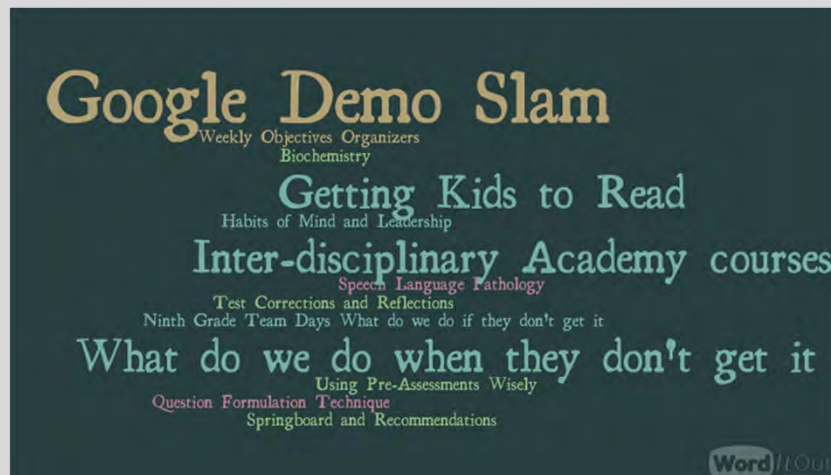 Google Demo Slam
Weekly Objectives Organizers
Biochemistry
Getting Kids to Read
Habits of Mind and Leadership
Inter-disciplinary Academy courses
Speech Language Pathology
Test Corrections and Reflections
Ninth Grade Team Days What do we do if they don't get it
What do we do when they don't get it
Using Pre-Assessments Wisely
Question Formulation Technique
Springboard and Recommendations
WordItOu